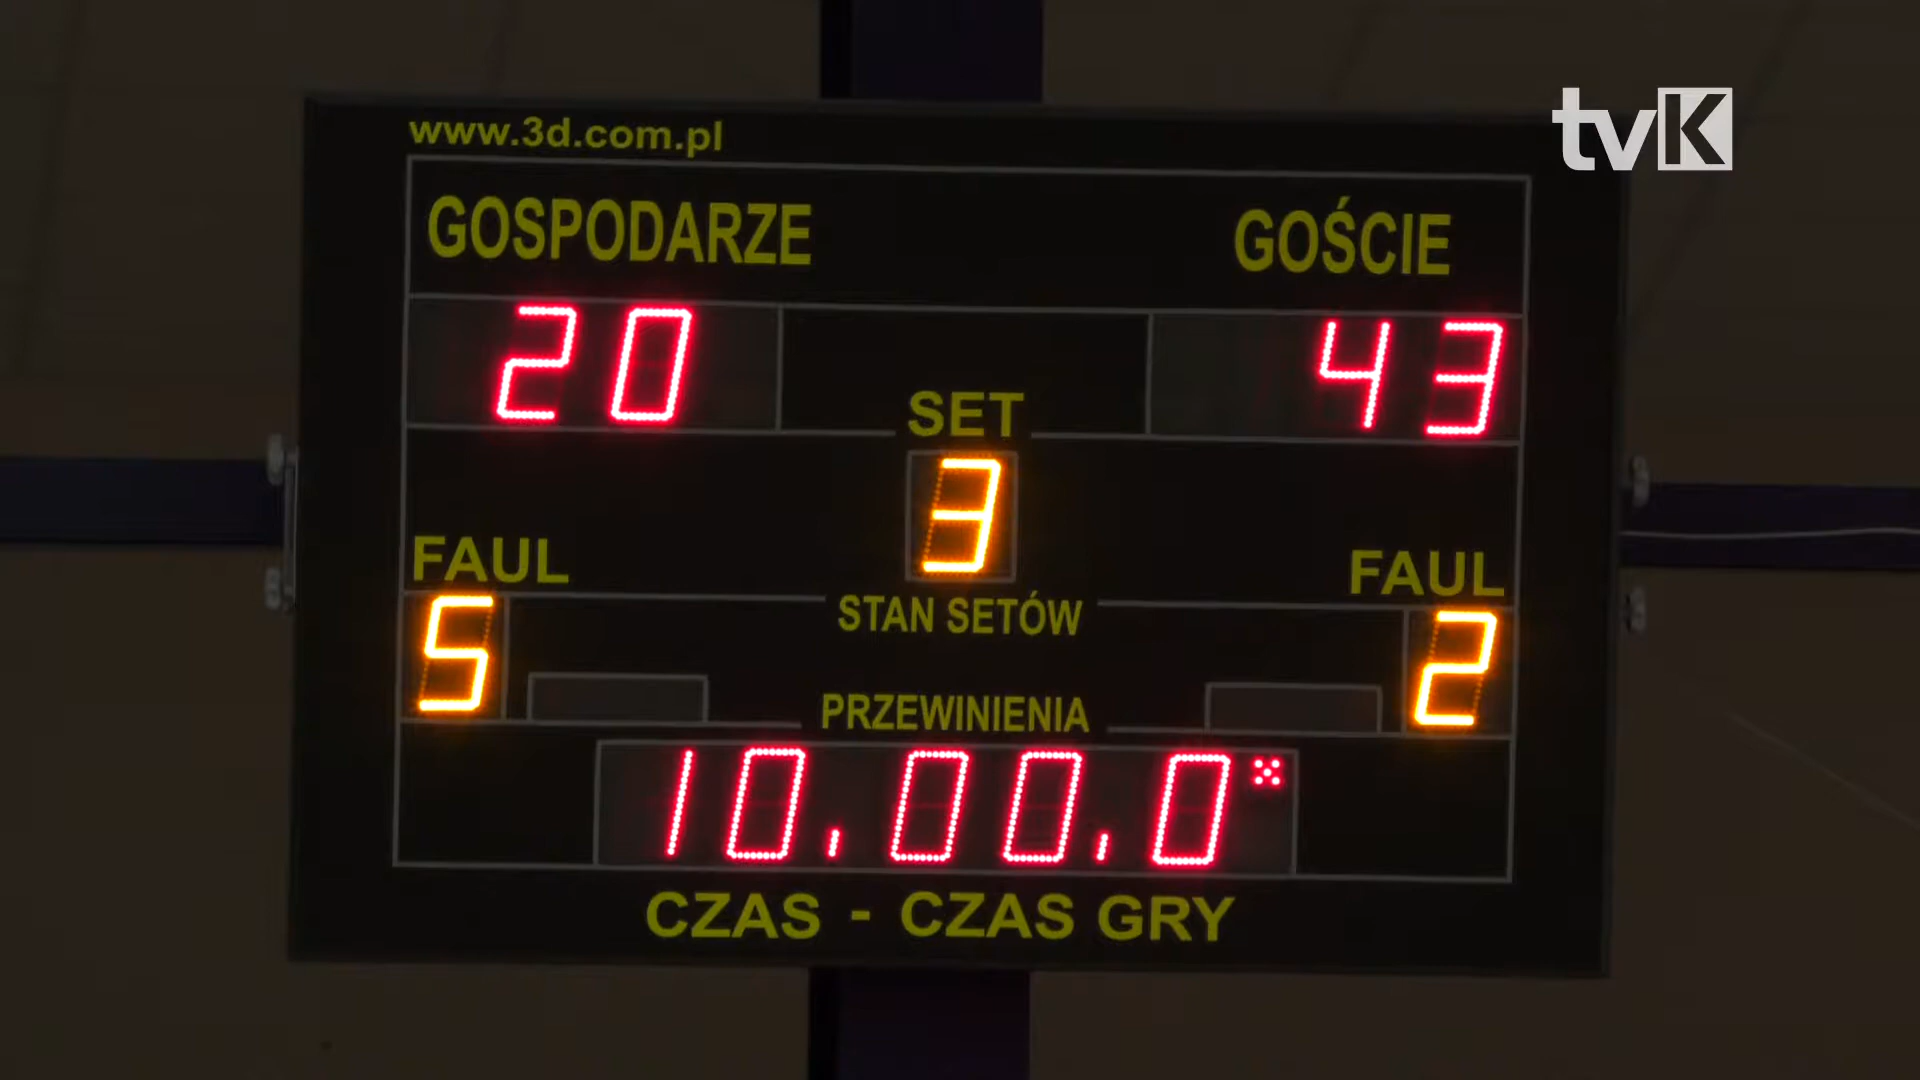 www.3d.com.pl
tvK
GOSPODARZE GOŚCIE
20 43
SET
3
FAUL FAUL
5 2
STAN SETÓW
PRZEWINIENIA
10.00.0
CZAS - CZAS GRY